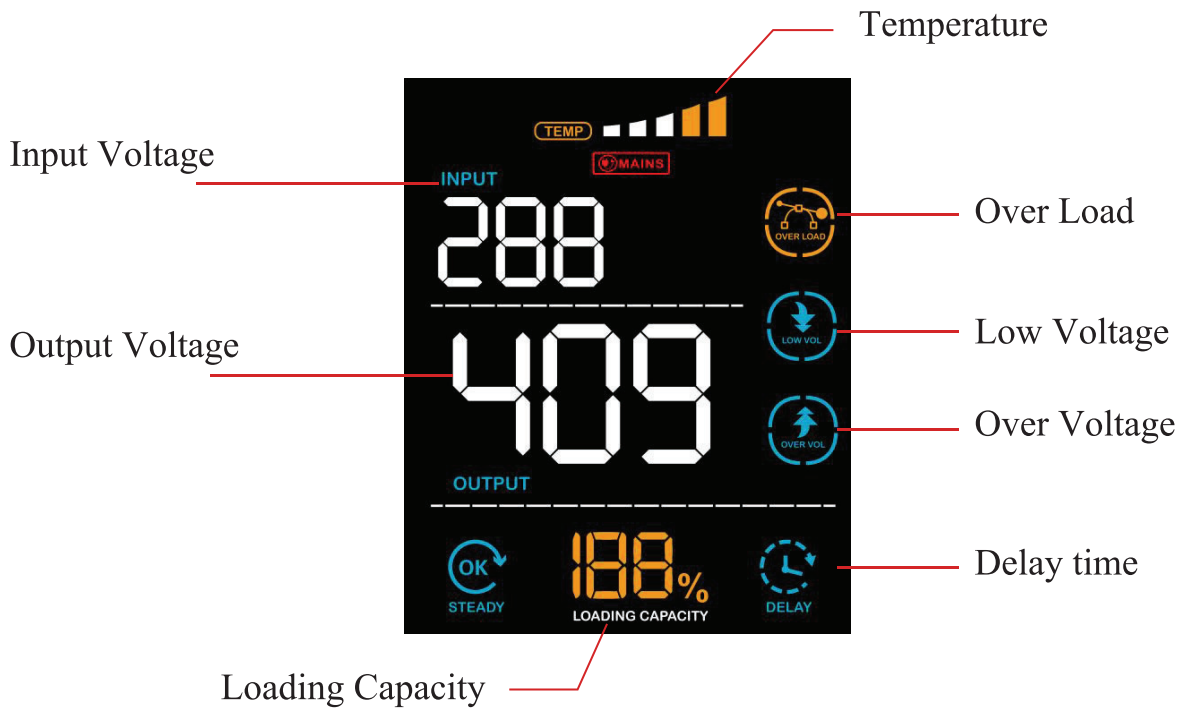 Temperature
TEMP
MAINS
Input Voltage
INPUT
288
OVER LOAD
Over Load
Output Voltage
409
LOW VOL
Low Voltage
OVER VOL
Over Voltage
OUTPUT
OK
STEADY
188%
LOADING CAPACITY
DELAY
Delay time
Loading Capacity